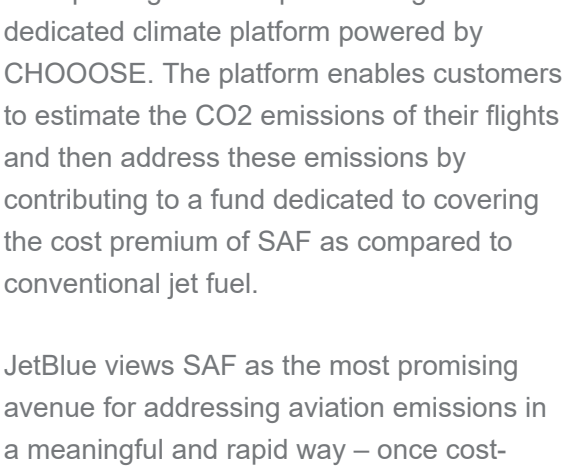 dedicated climate platform powered by
CHOOOSE. The platform enables customers
to estimate the CO2 emissions of their flights
and then address these emissions by
contributing to a fund dedicated to covering
the cost premium of SAF as compared to
conventional jet fuel.
JetBlue views SAF as the most promising
avenue for addressing aviation emissions in
a meaningful and rapid way – once cost-